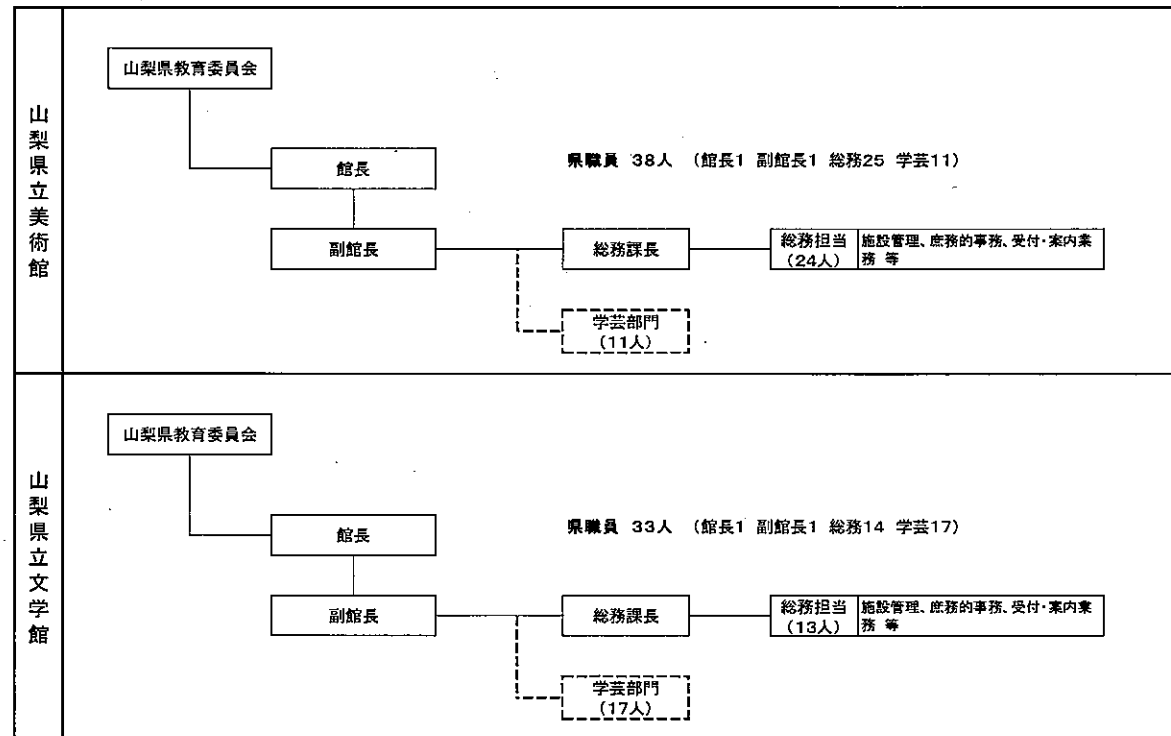 山梨県立美術館
山梨県教育委員会
館長
県職員 38人 （館長1 副館長1 総務25 学芸11）
副館長
総務課長
総務担当
(24人)
施設管理、庶務的事務、受付・案内業
務 等
学芸部門
(11人)
山梨県立文学館
山梨県教育委員会
館長
県職員 33人 （館長1 副館長1 総務14 学芸17）
副館長
総務課長
総務担当
(13人)
施設管理、庶務的事務、受付・案内業
務 等
学芸部門
(17人)